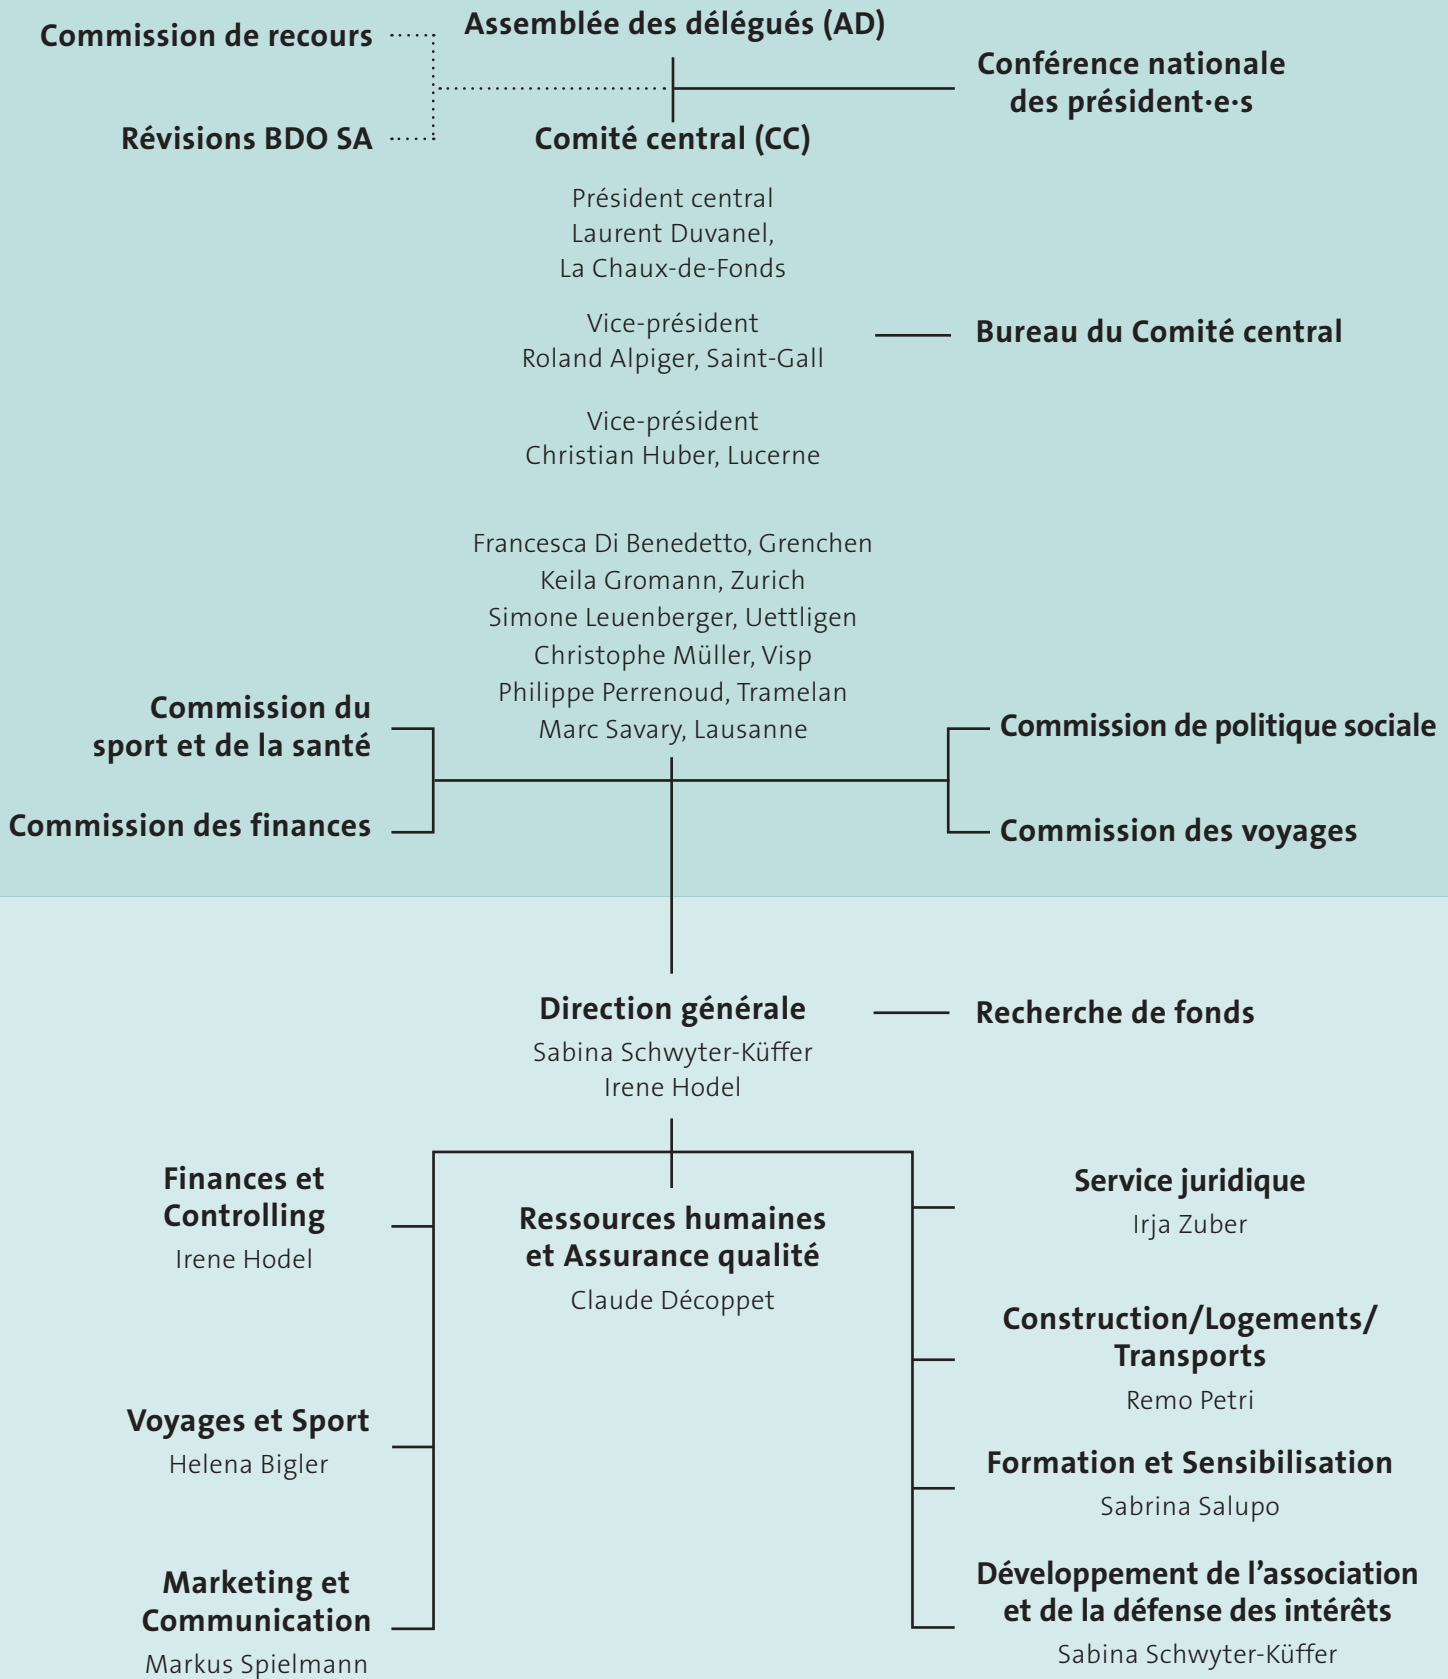 Commission de recours
Assemblée des délégués (AD)
Conférence nationale
des président·e·s
Révisions BDO SA
Comité central (CC)
Président central
Laurent Duvanel,
La Chaux-de-Fonds
Vice-président
Roland Alpiger, Saint-Gall
Bureau du Comité central
Vice-président
Christian Huber, Lucerne
Francesca Di Benedetto, Grenchen
Keila Gromann, Zurich
Simone Leuenberger, Uettligen
Christophe Müller, Visp
Philippe Perrenoud, Tramelan
Marc Savary, Lausanne
Commission du
sport et de la santé
Commission des finances
Commission de politique sociale
Commission des voyages
Direction générale
Sabina Schwyter-Küffer
Irene Hodel
Recherche de fonds
Finances et
Controlling
Irene Hodel
Voyages et Sport
Helena Bigler
Marketing et
Communication
Markus Spielmann
Ressources humaines
et Assurance qualité
Claude Décoppet
Service juridique
Irja Zuber
Construction/Logements/
Transports
Remo Petri
Formation et Sensibilisation
Sabrina Salupo
Développement de l’association
et de la défense des intérêts
Sabina Schwyter-Küffer